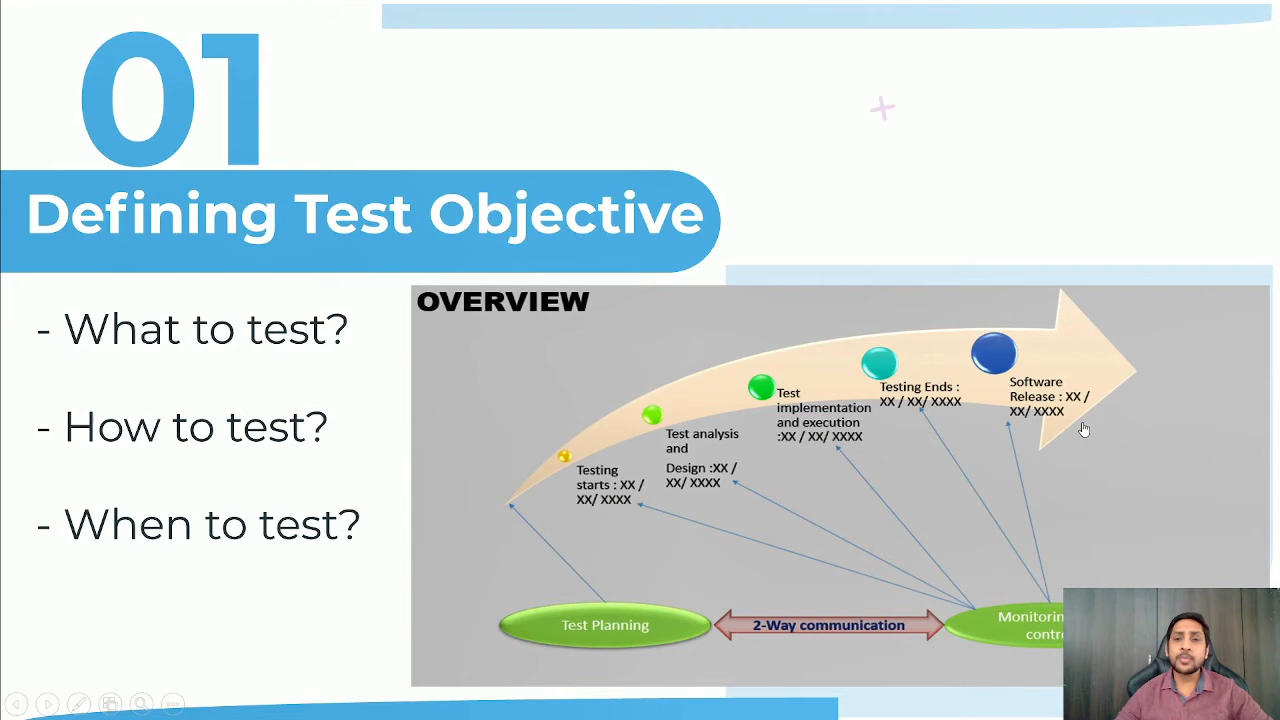 01
Defining Test Objective
- What to test?
- How to test?
- When to test?
OVERVIEW
Testing
starts : XX /
XX/ XXXX
Test analysis
and
Design :XX /
XX/ XXXX
Test
implementation
and execution
:XX / XX/ XXXX
Testing Ends :
XX / XX/ XXXX
Software
Release : XX /
XX/ XXXX
Test Planning
2-Way communication